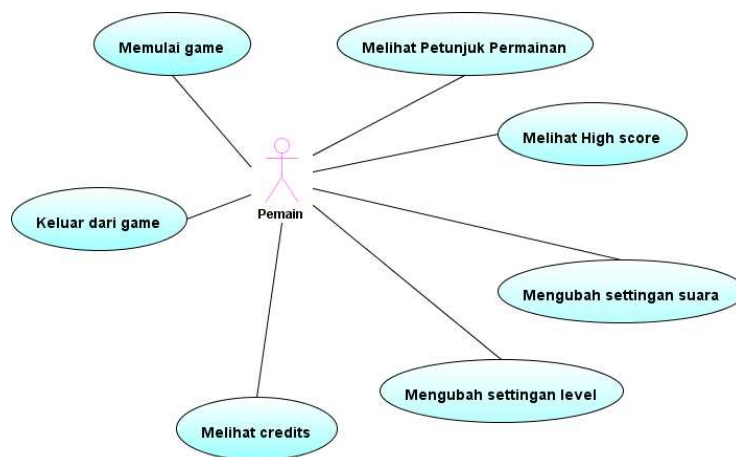 Memulai game
Melihat Petunjuk Permainan
Melihat High score
Pemain
Keluar dari game
Mengubah settingan suara
Mengubah settingan level
Melihat credits